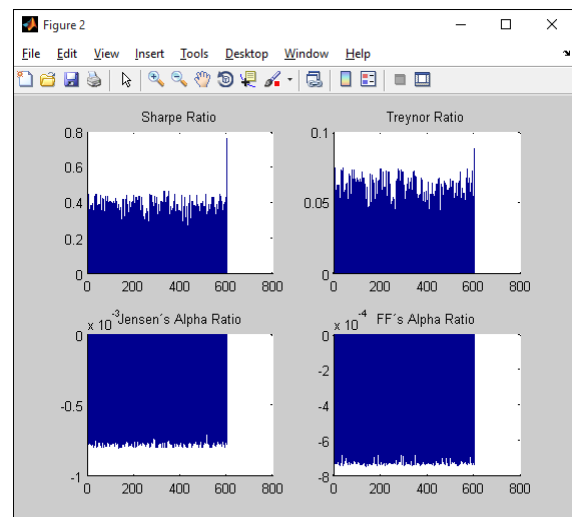 Figure 2
File Edit View Insert Tools Desktop Window Help
Sharpe Ratio
0.8
0.6
0.4
0.2
0
0 200 400 600 800
Treynor Ratio
0.1
0.05
0
0 200 400 600 800
x 10^-3 Jensen´s Alpha Ratio
0
-0.5
-1
0 200 400 600 800
x 10^-4 FF´s Alpha Ratio
0
-2
-4
-6
-8
0 200 400 600 800